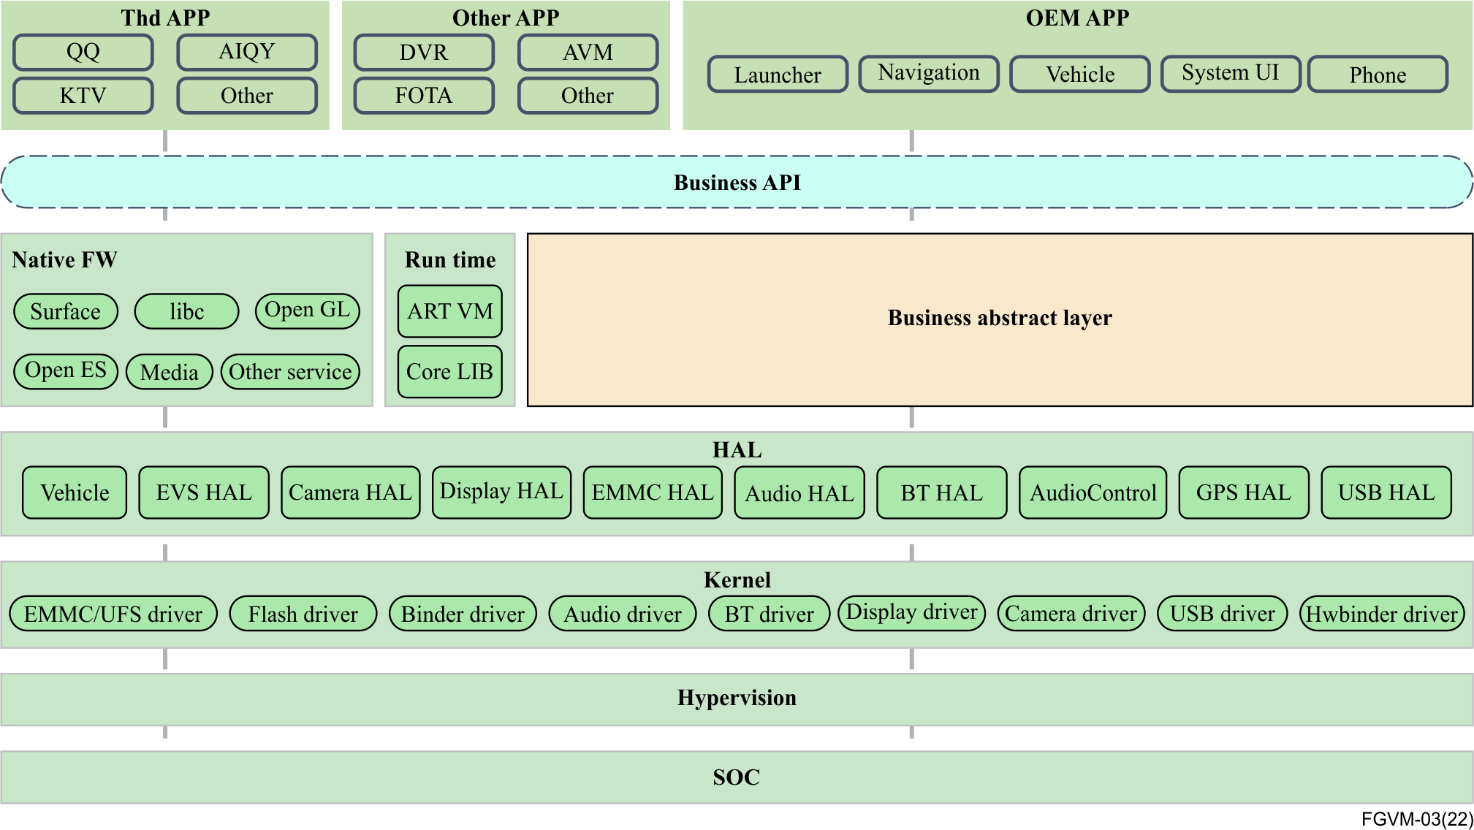 Thd APP
QQ
AIQY
KTV
Other
Other APP
DVR
AVM
FOTA
Other
OEM APP
Launcher
Navigation
Vehicle
System UI
Phone
Business API
Native FW
Surface
libc
Open GL
Open ES
Media
Other service
Run time
ART VM
Core LIB
Business abstract layer
HAL
Vehicle
EVS HAL
Camera HAL
Display HAL
EMMC HAL
Audio HAL
BT HAL
AudioControl
GPS HAL
USB HAL
Kernel
EMMC/UFS driver
Flash driver
Binder driver
Audio driver
BT driver
Display driver
Camera driver
USB driver
Hwbinder driver
Hypervision
SOC
FGVM-03(22)